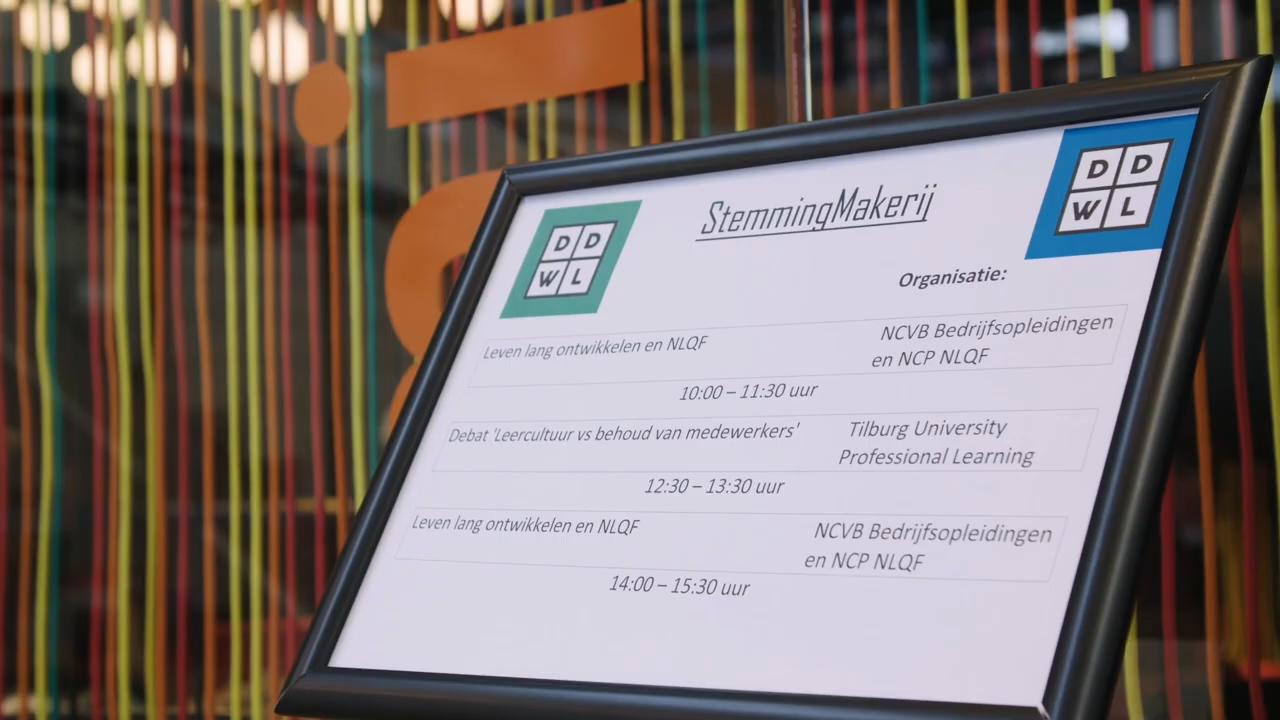 StemmingMakerij
D D
W L
D D
W L
Organisatie:
Leven lang ontwikkelen en NLQF
NCVB Bedrijfsopleidingen
en NCP NLQF
10:00 – 11:30 uur
Debat 'Leercultuur vs behoud van medewerkers'
Tilburg University
Professional Learning
12:30 – 13:30 uur
Leven lang ontwikkelen en NLQF
NCVB Bedrijfsopleidingen
en NCP NLQF
14:00 – 15:30 uur